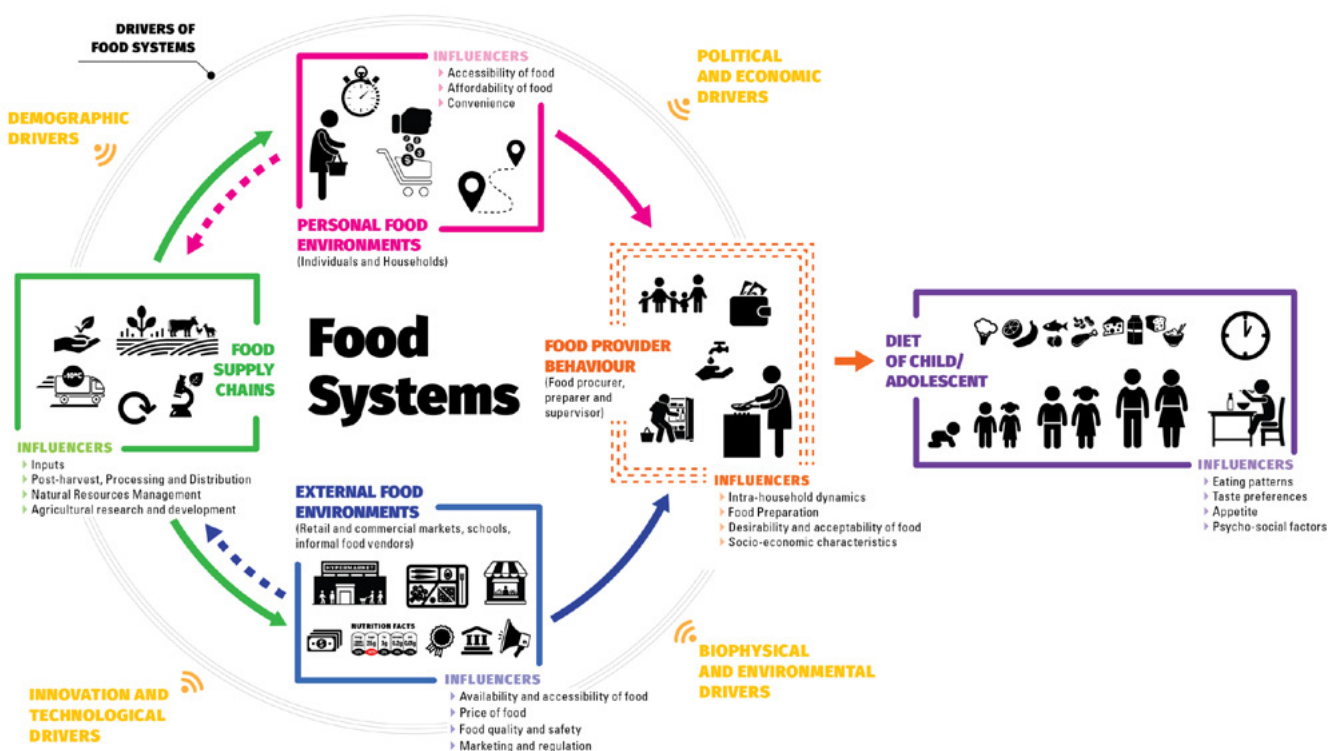 DRIVERS OF
FOOD SYSTEMS
DEMOGRAPHIC
DRIVERS
POLITICAL
AND ECONOMIC
DRIVERS
INFLUENCERS
Accessibility of food
Affordability of food
Convenience
PERSONAL FOOD
ENVIRONMENTS
(Individuals and Households)
Food
Systems
-10°C
FOOD
SUPPLY
CHAINS
INFLUENCERS
Inputs
Post-harvest, Processing and Distribution
Natural Resources Management
Agricultural research and development
FOOD PROVIDER
BEHAVIOUR
(Food procurer,
preparer and
supervisor)
INFLUENCERS
Intra-household dynamics
Food Preparation
Desirability and acceptability of food
Socio-economic characteristics
DIET
OF CHILD/
ADOLESCENT
INFLUENCERS
Eating patterns
Taste preferences
Appetite
Psycho-social factors
EXTERNAL FOOD
ENVIRONMENTS
(Retail and commercial markets, schools,
informal food vendors)
HYPERMARKET
NUTRITION FACTS
INFLUENCERS
Availability and accessibility of food
Price of food
Food quality and safety
Marketing and regulation
INNOVATION AND
TECHNOLOGICAL
DRIVERS
BIOPHYSICAL
AND ENVIRONMENTAL
DRIVERS